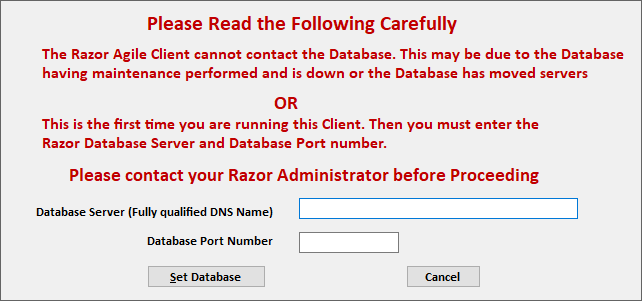 Please Read the Following Carefully
The Razor Agile Client cannot contact the Database. This may be due to the Database
having maintenance performed and is down or the Database has moved servers
OR
This is the first time you are running this Client. Then you must enter the
Razor Database Server and Database Port number.
Please contact your Razor Administrator before Proceeding
Database Server (Fully qualified DNS Name)
Database Port Number
Set Database
Cancel